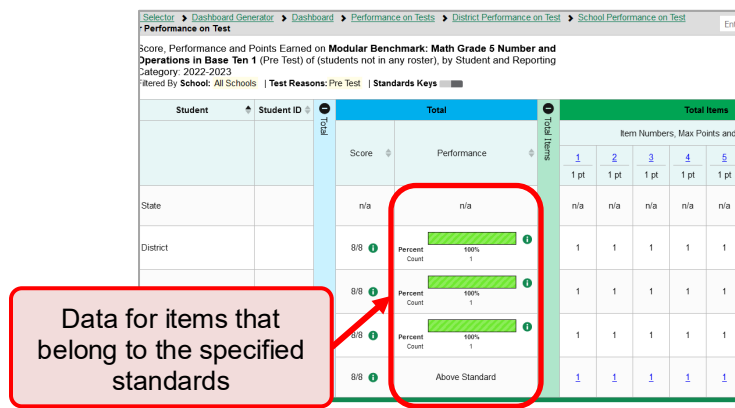 Selector > Dashboard Generator > Dashboard > Performance on Tests > District Performance on Test > School Performance on Test
r Performance on Test
Score, Performance and Points Earned on Modular Benchmark: Math Grade 5 Number and
Operations in Base Ten 1 (Pre Test) of (students not in any roster), by Student and Reporting
Category: 2022-2023
Filtered By School: All Schools | Test Reasons: Pre Test | Standards Keys
Student Student ID Total Total Total Items Total Items
Item Numbers, Max Points and
Score Performance 1 2 3 4 5
1 pt 1 pt 1 pt 1 pt 1 pt
State n/a n/a n/a n/a n/a n/a n/a
District 8/8 Percent 100% 1 1 1 1 1
Count 1
8/8 Percent 100% 1 1 1 1 1
Count 1
8/8 Percent 100% 1 1 1 1 1
Count 1
8/8 Above Standard 1 1 1 1 1
Data for items that
belong to the specified
standards